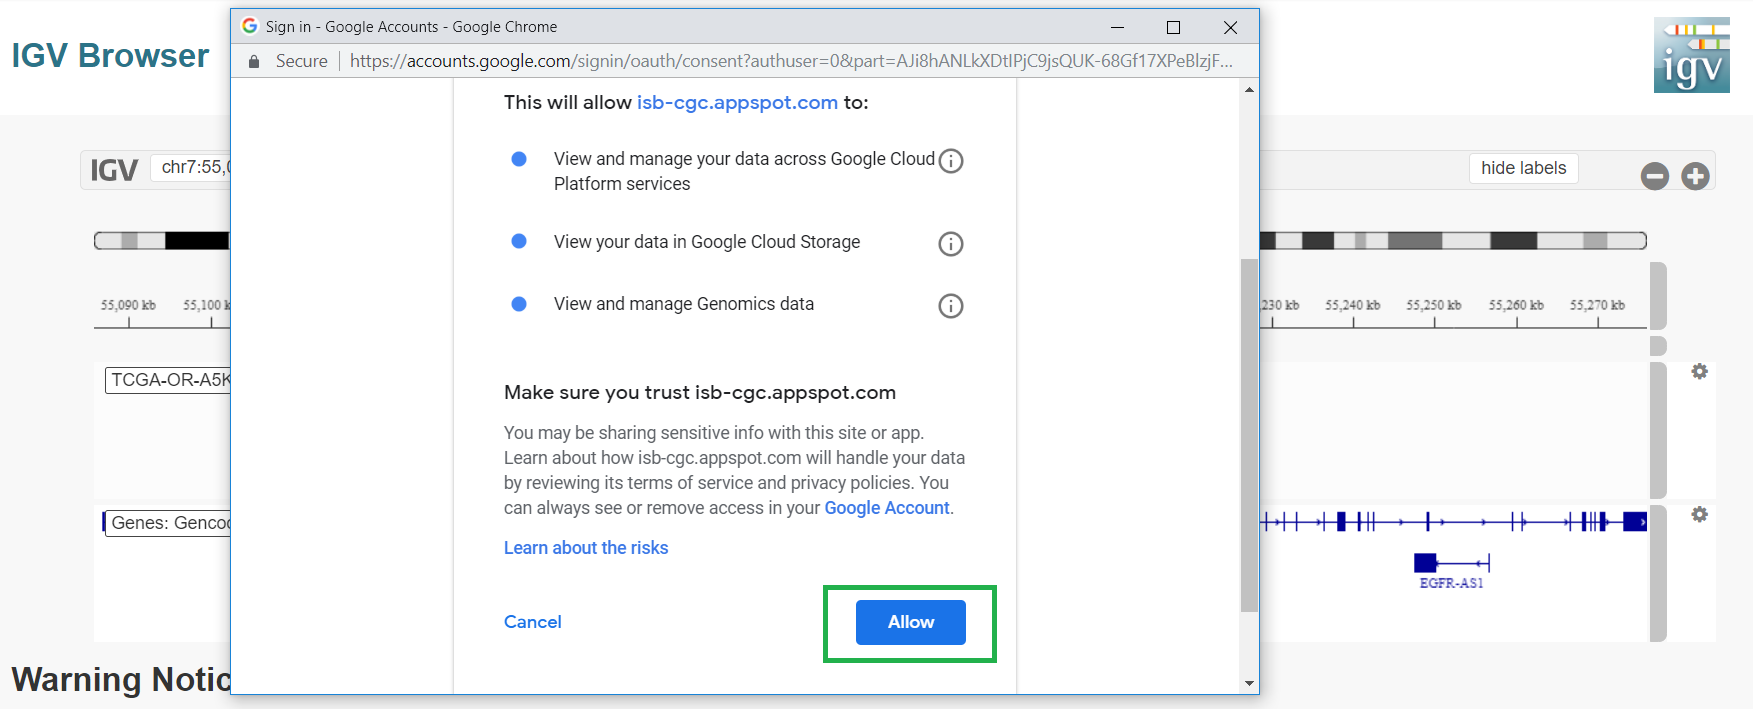 Sign in - Google Accounts - Google Chrome
Secure
https://accounts.google.com/signin/oauth/consent?authuser=0&part=AJi8hANLkXDtIPjC9jsQUK-68Gf17XPeBlzjF...
IGV Browser
igv
This will allow isb-cgc.appspot.com to:
View and manage your data across Google Cloud
Platform services
View your data in Google Cloud Storage
View and manage Genomics data
IGV
chr7:55,0
hide labels
55,090 kb
55,100 k
,230 kb
55,240 kb
55,250 kb
55,260 kb
55,270 kb
TCGA-OR-A5K
Make sure you trust isb-cgc.appspot.com
You may be sharing sensitive info with this site or app.
Learn about how isb-cgc.appspot.com will handle your data
by reviewing its terms of service and privacy policies. You
can always see or remove access in your Google Account.
Learn about the risks
Genes: Gencod
EGFR-AS1
Cancel
Allow
Warning Notic